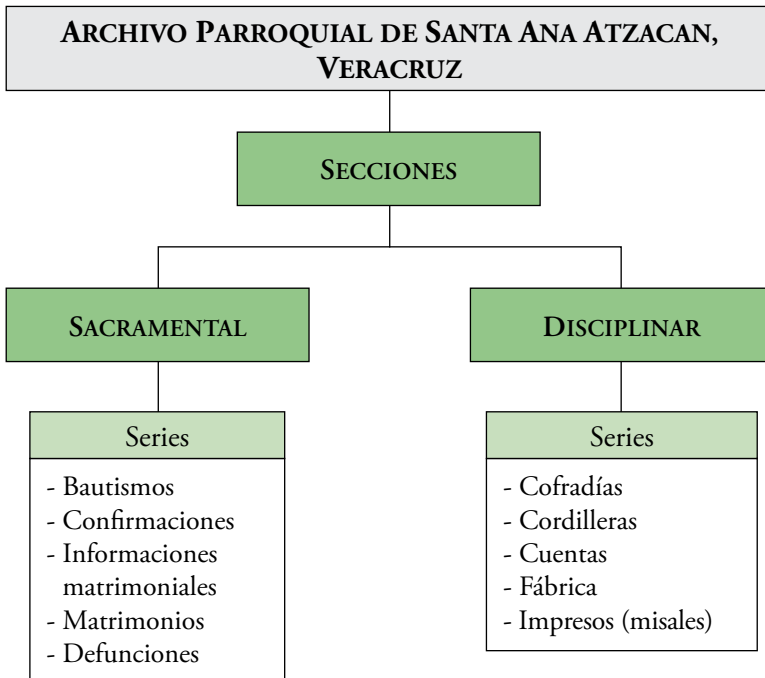 ARCHIVO PARROQUIAL DE SANTA ANA ATZACAN,
VERACRUZ
SECCIONES
SACRAMENTAL
Series
- Bautismos
- Confirmaciones
- Informaciones
matrimoniales
- Matrimonios
- Defunciones
DISCIPLINAR
Series
- Cofradías
- Cordilleras
- Cuentas
- Fábrica
- Impresos (misales)